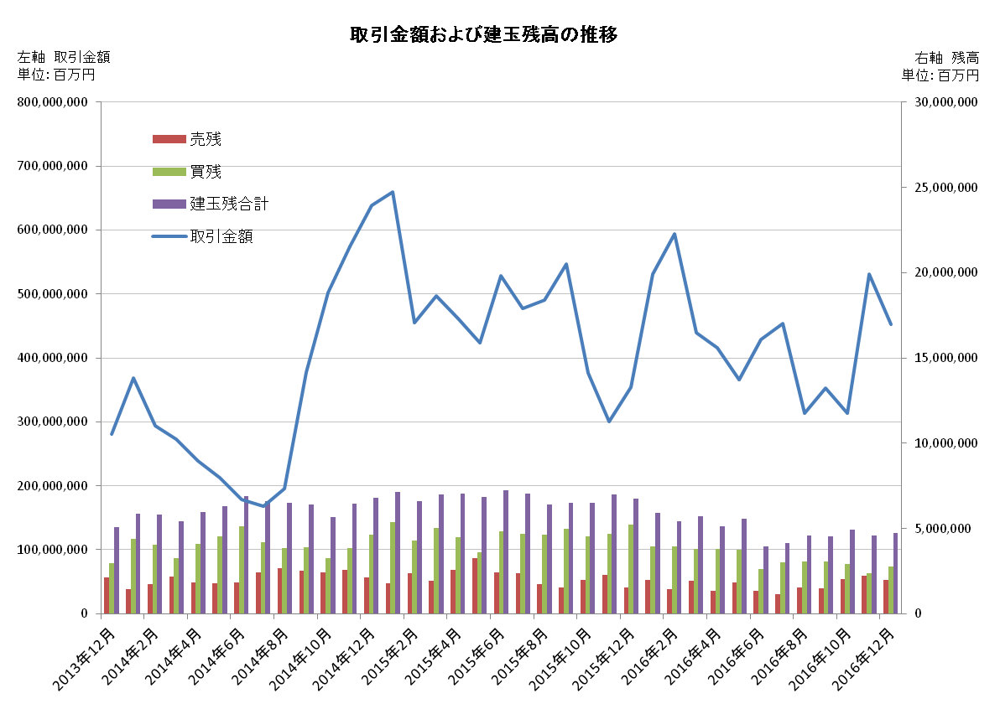 取引金額および建玉残高の推移
左軸 取引金額
単位：百万円
右軸 残高
単位：百万円
800,000,000
700,000,000
600,000,000
500,000,000
400,000,000
300,000,000
200,000,000
100,000,000
0
売残
買残
建玉残合計
取引金額
30,000,000
25,000,000
20,000,000
15,000,000
10,000,000
5,000,000
0
2013年12月
2014年2月
2014年4月
2014年6月
2014年8月
2014年10月
2014年12月
2015年2月
2015年4月
2015年6月
2015年8月
2015年10月
2015年12月
2016年2月
2016年4月
2016年6月
2016年8月
2016年10月
2016年12月